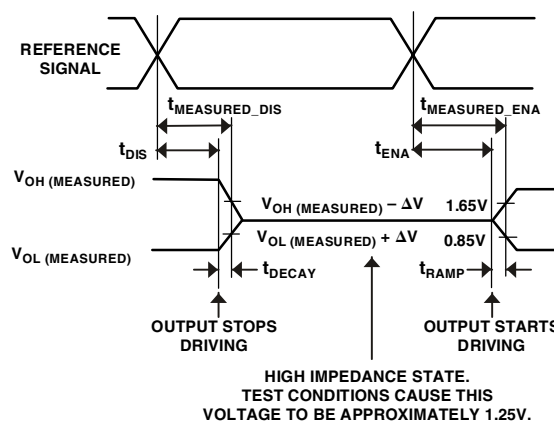 REFERENCE
SIGNAL
tMEASURED_DIS
tMEASURED_ENA
tDIS
tENA
VOH (MEASURED)
VOH (MEASURED) – ΔV
1.65V
VOL (MEASURED) + ΔV
0.85V
VOL (MEASURED)
tDECAY
tRAMP
OUTPUT STOPS
DRIVING
OUTPUT STARTS
DRIVING
HIGH IMPEDANCE STATE.
TEST CONDITIONS CAUSE THIS
VOLTAGE TO BE APPROXIMATELY 1.25V.